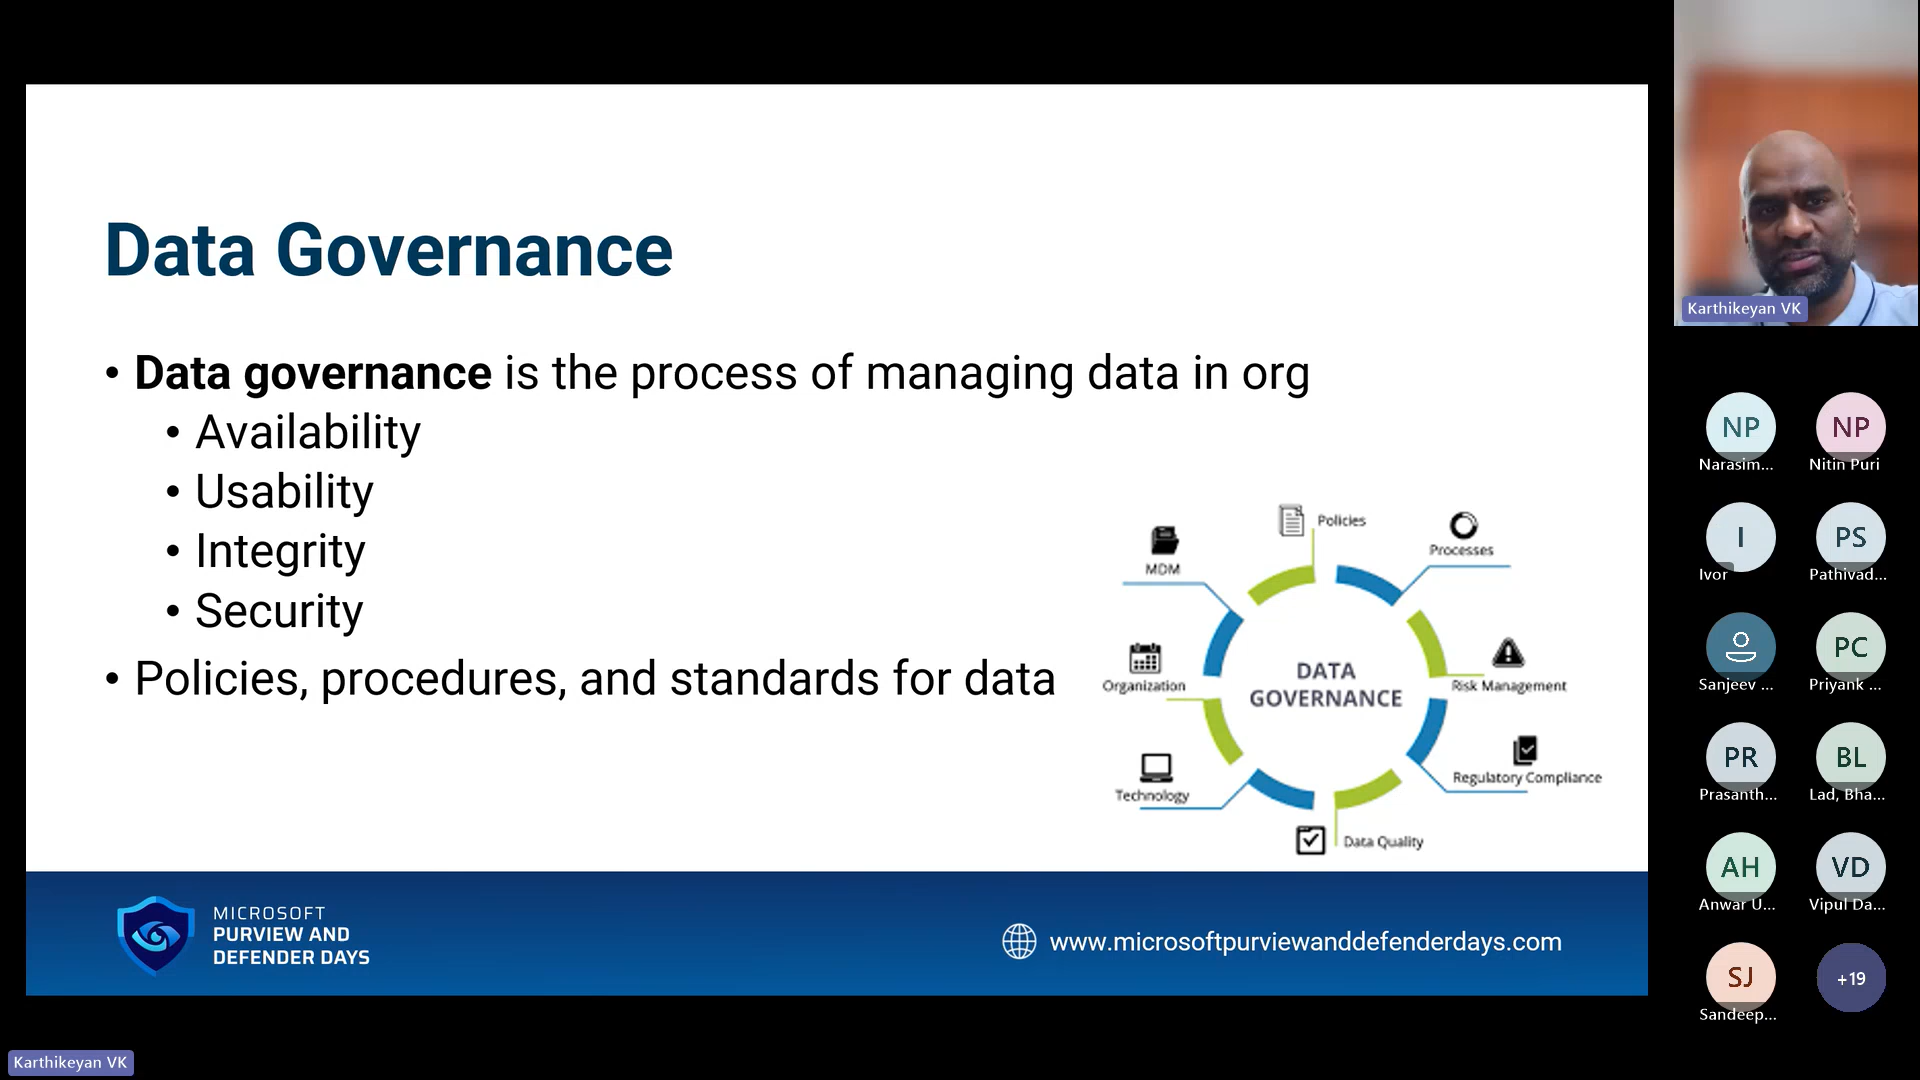 Data Governance
• Data governance is the process of managing data in org
• Availability
• Usability
• Integrity
• Security
• Policies, procedures, and standards for data
Policies
Processes
MDM
Organization
DATA
GOVERNANCE
Risk Management
Technology
Regulatory Compliance
Data Quality
MICROSOFT
PURVIEW AND
DEFENDER DAYS
www.microsoftpurviewanddefenderdays.com
Karthikeyan VK
NP
Narasim...
NP
Nitin Puri
I
Ivor
PS
Pathivad...
Sanjeev ...
PC
Priyank ...
PR
Prasanth...
BL
Lad, Bha...
AH
Anwar U...
VD
Vipul Da...
SJ
Sandeep...
+19
Karthikeyan VK